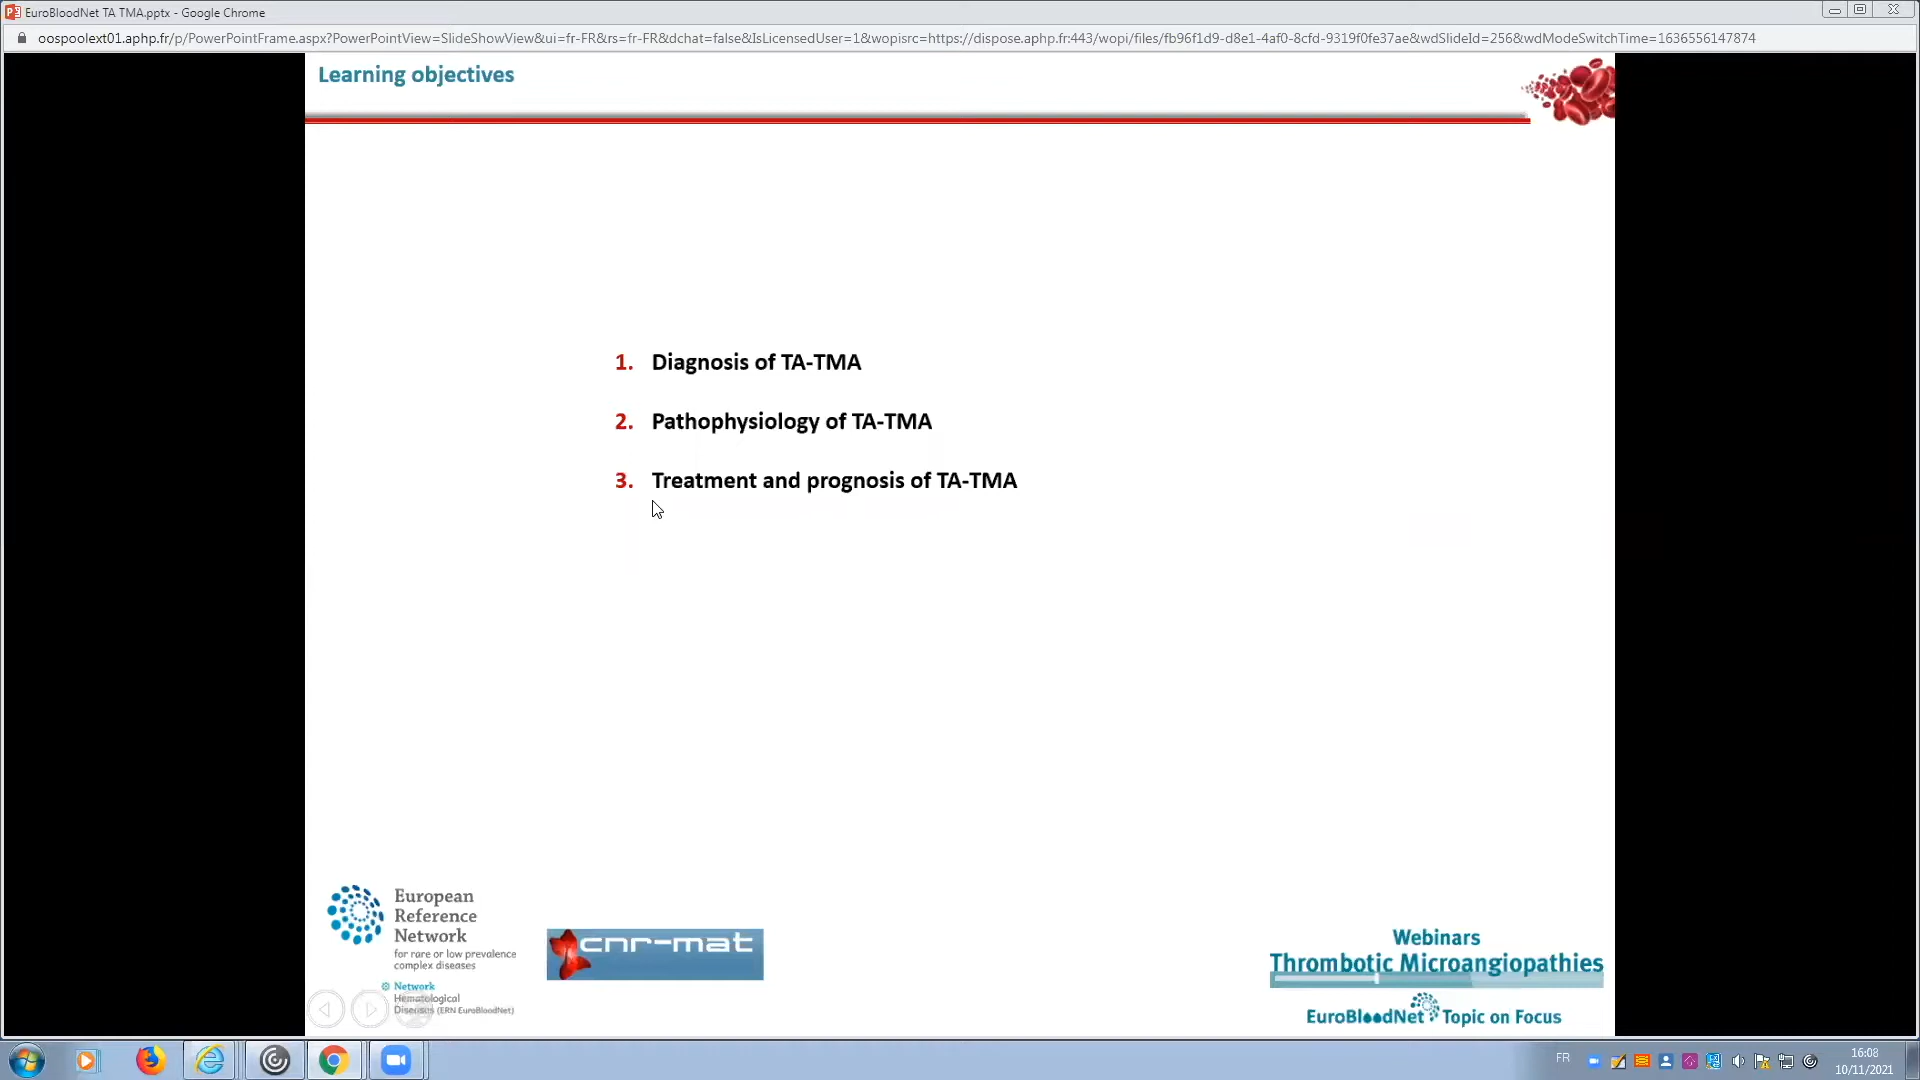 EuroBloodNet TA TMA.pptx - Google Chrome
oospoolext01.aphp.fr/p/PowerPointFrame.aspx?PowerPointView=SlideShowView&ui=fr-FR&rs=fr-FR&dchat=false&IsLicensedUser=1&wopisrc=https://dispose.aphp.fr:443/wopi/files/fb96f1d9-d8e1-4af0-8cfd-9319f0fe37ae&wdSlideId=256&wdModeSwitchTime=1636556147874
Learning objectives
1. Diagnosis of TA-TMA
2. Pathophysiology of TA-TMA
3. Treatment and prognosis of TA-TMA
European
Reference
Network
for rare or low prevalence
complex diseases
Network
Hematological
Diseases (ERN EuroBloodNet)
cnr-mat
Webinars
Thrombotic Microangiopathies
EuroBloodNet Topic on Focus
FR
16:08
10/11/2021